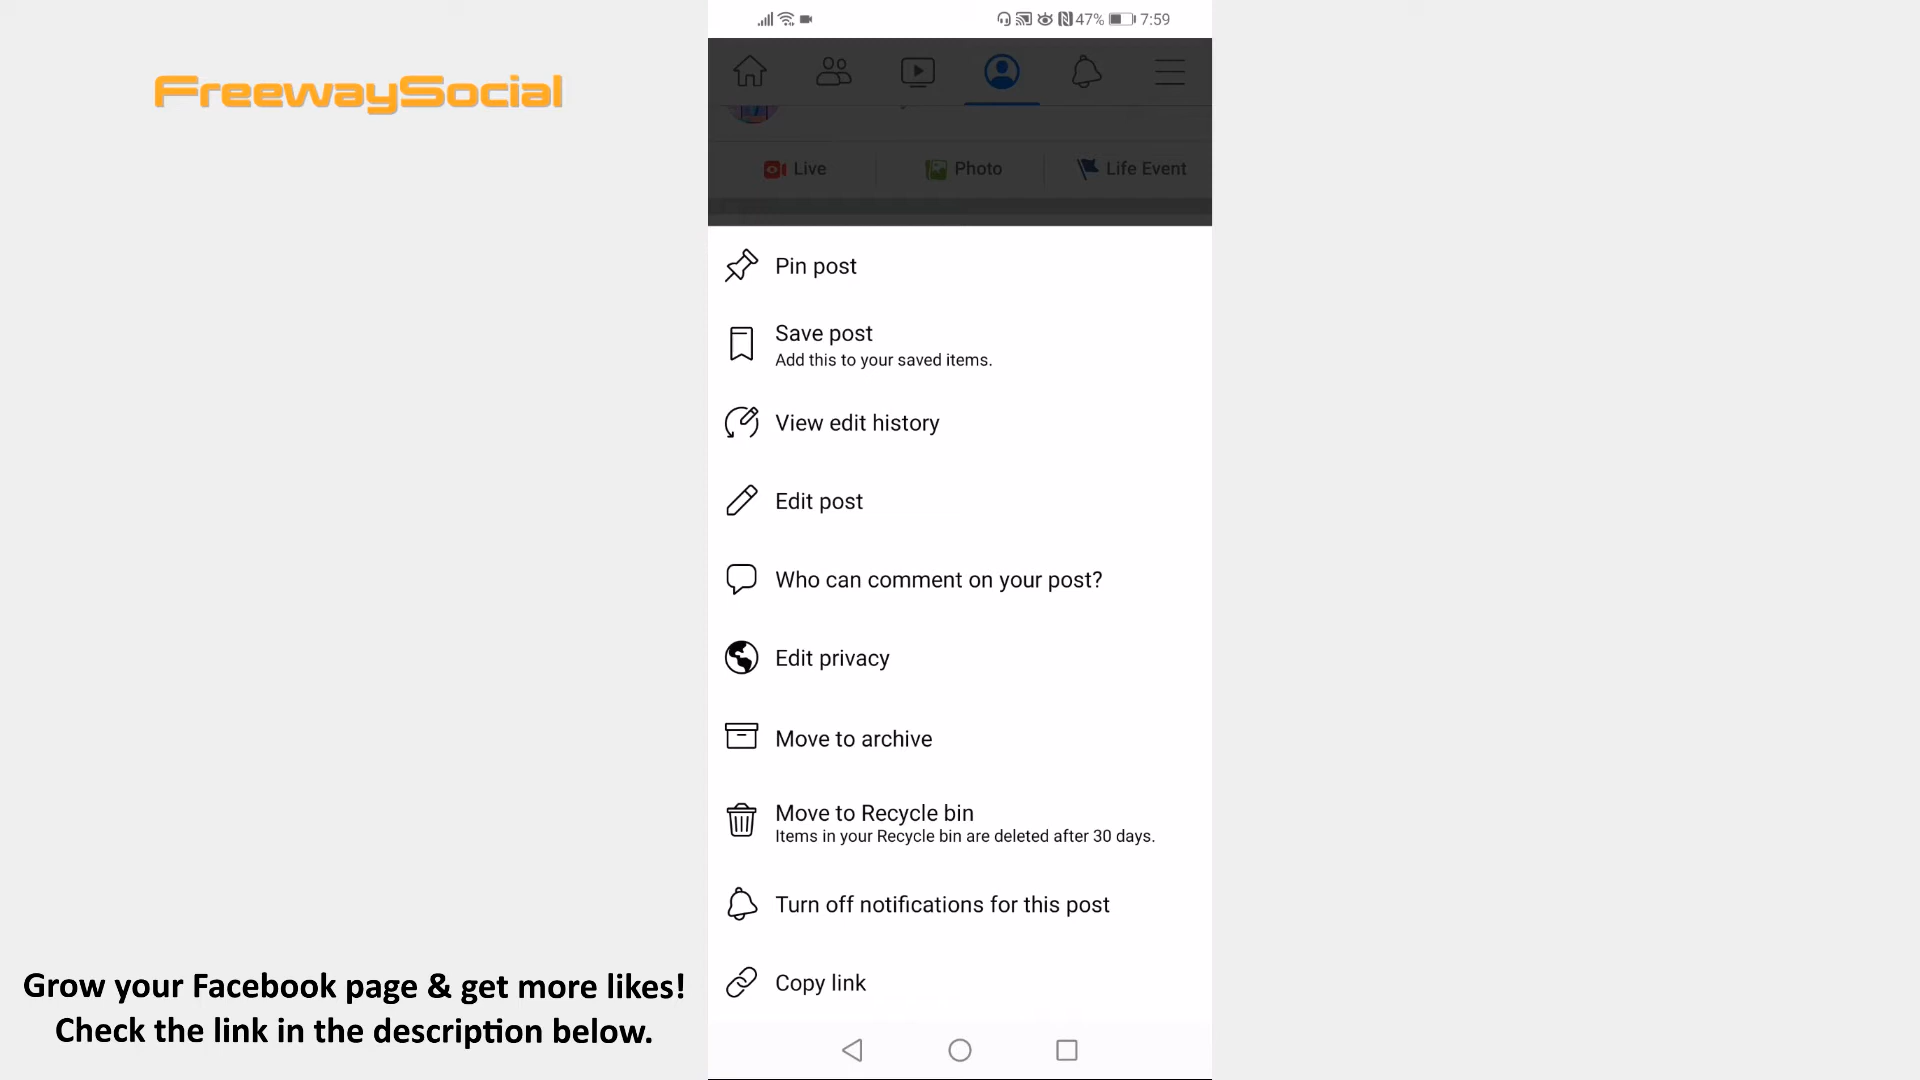 47% 7:59
FreewaySocial
Live Photo Life Event
Pin post
Save post
Add this to your saved items.
View edit history
Edit post
Who can comment on your post?
Edit privacy
Move to archive
Move to Recycle bin
Items in your Recycle bin are deleted after 30 days.
Turn off notifications for this post
Copy link
Grow your Facebook page & get more likes!
Check the link in the description below.